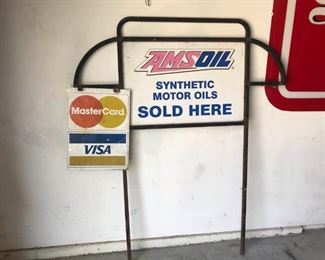 AMSOIL
SYNTHETIC
MOTOR OILS
SOLD HERE
MasterCard
VISA